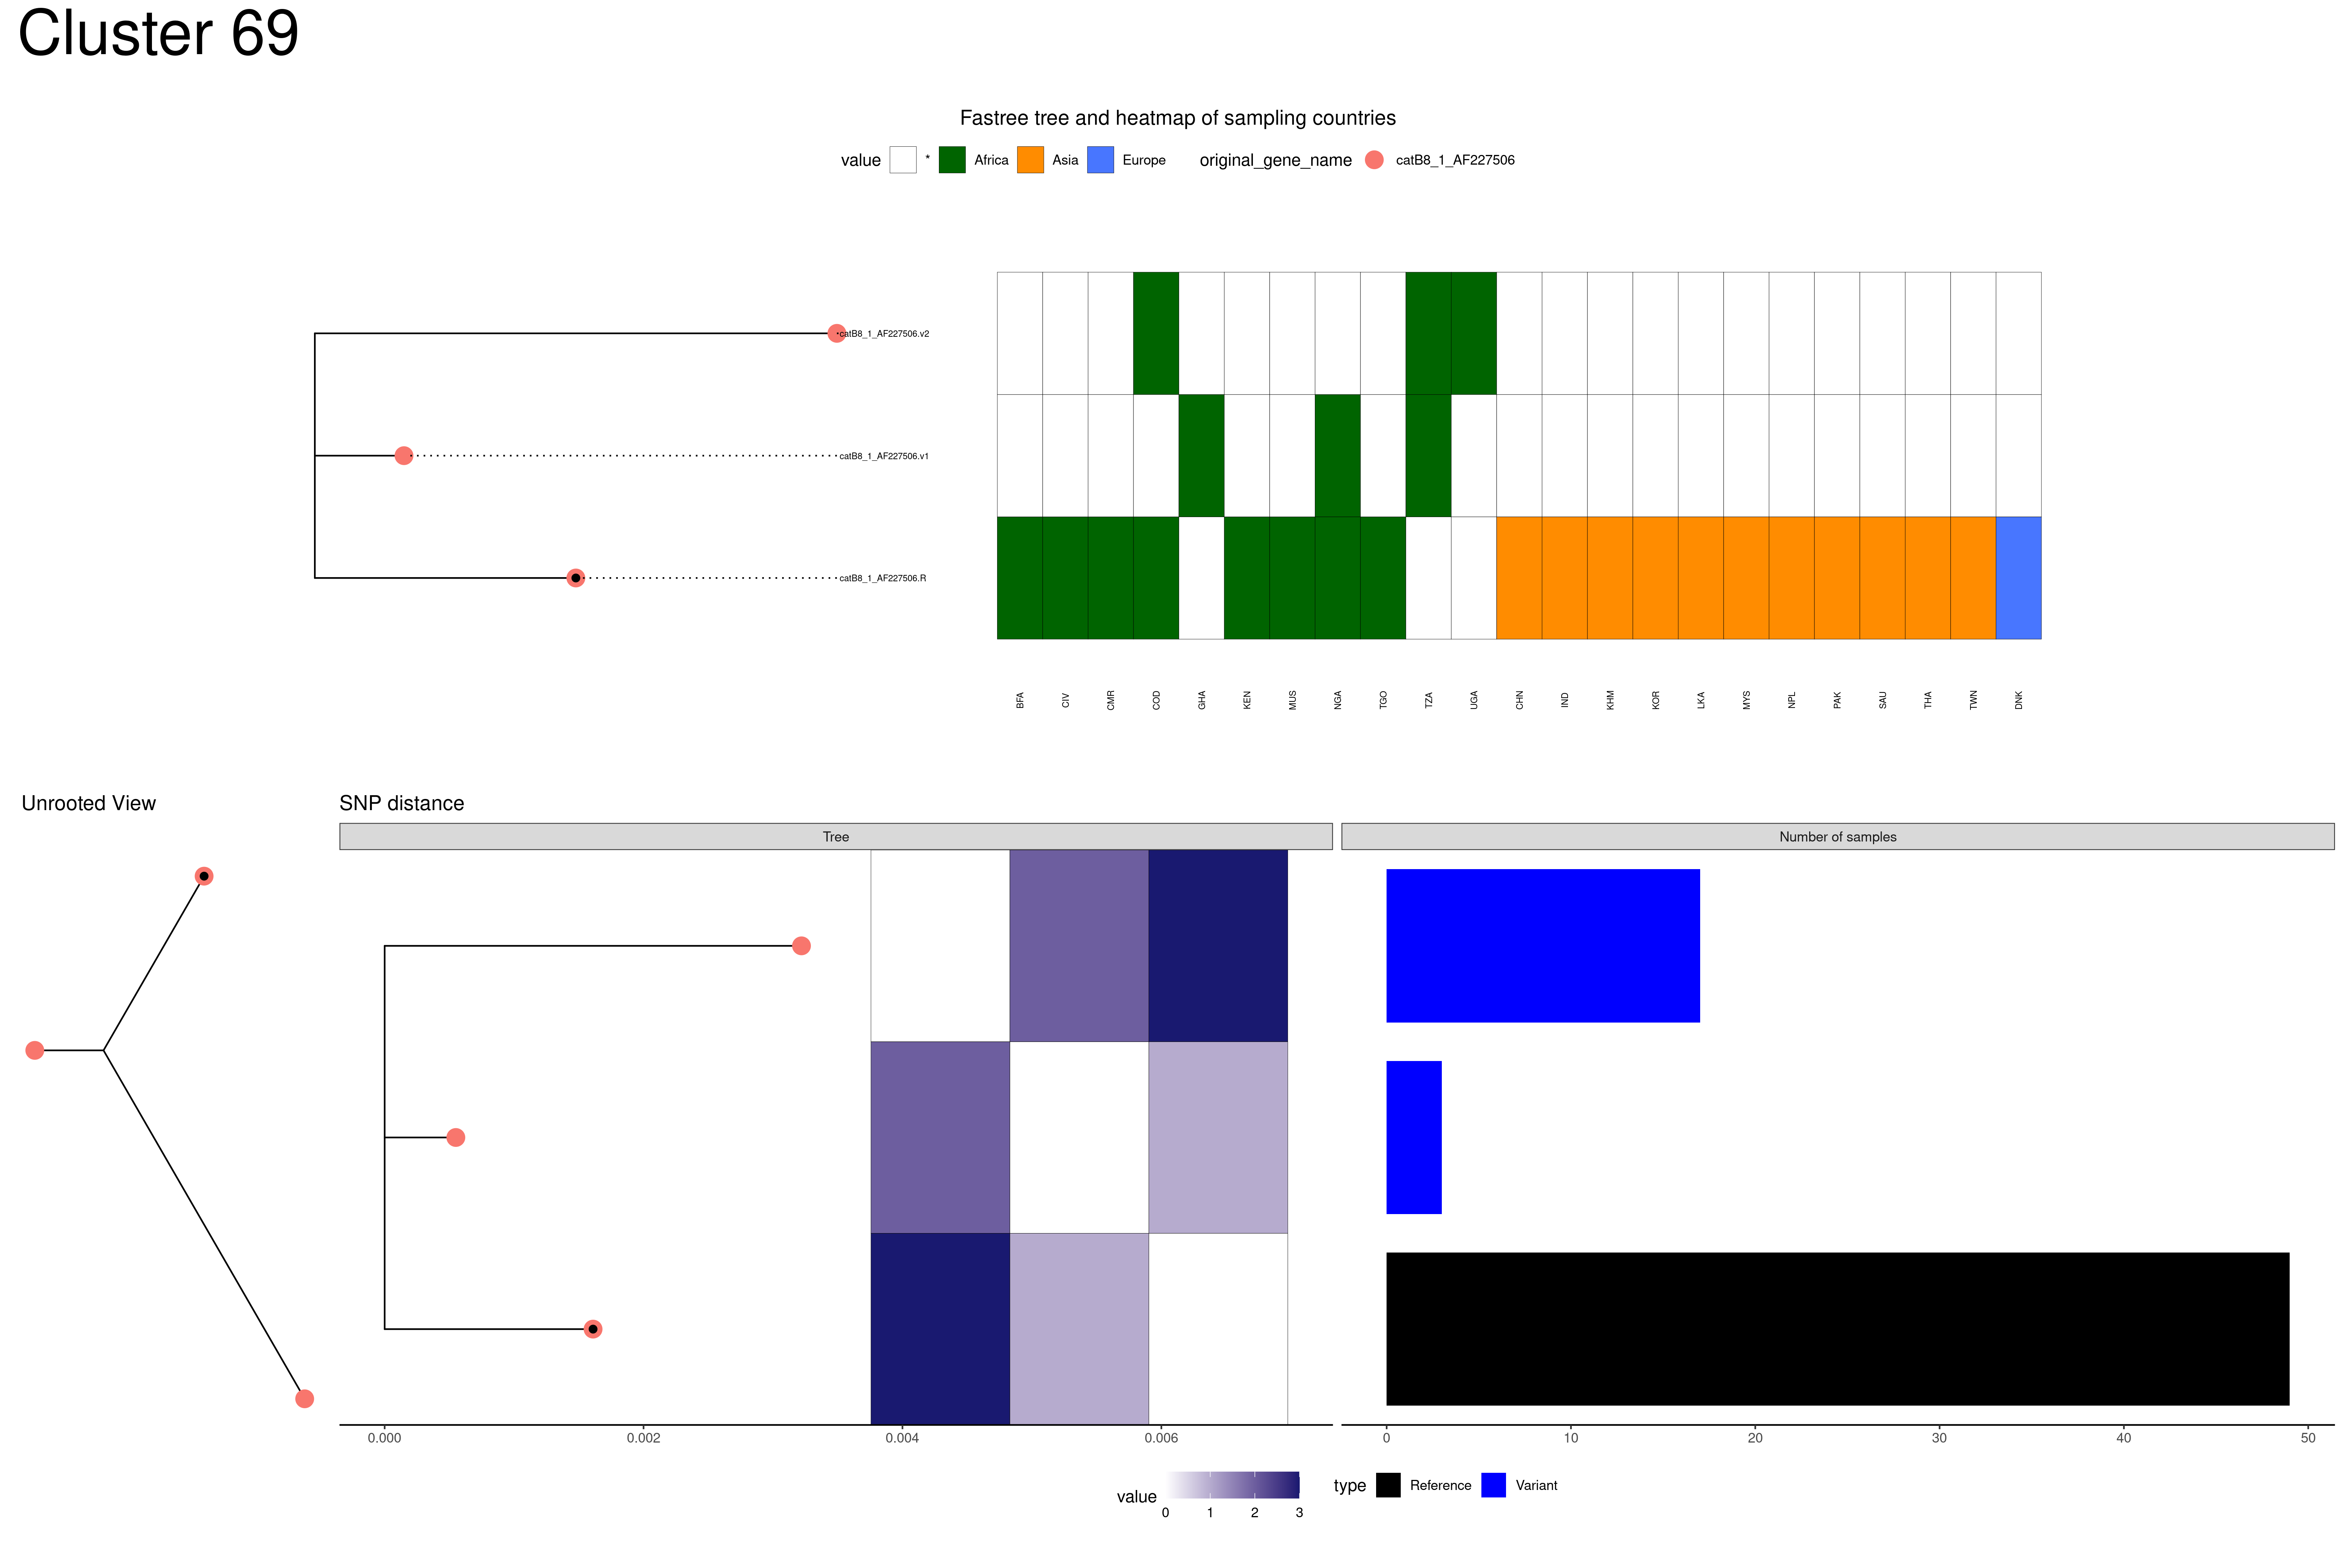 Cluster 69
Fastree tree and heatmap of sampling countries
value * Africa Asia Europe original_gene_name catB8_1_AF227506
catB8_1_AF227506.v2
catB8_1_AF227506.v1
catB8_1_AF227506.R
BFA CIV CMR COD GHA KEN MUS NGA TGO TZA UGA CHN IND KHM KOR LKA MYS NPL PAK SAU THA TWN DNK
Unrooted View
SNP distance
Tree
Number of samples
0.000 0.002 0.004 0.006
0 10 20 30 40 50
value
0 1 2 3
type Reference Variant